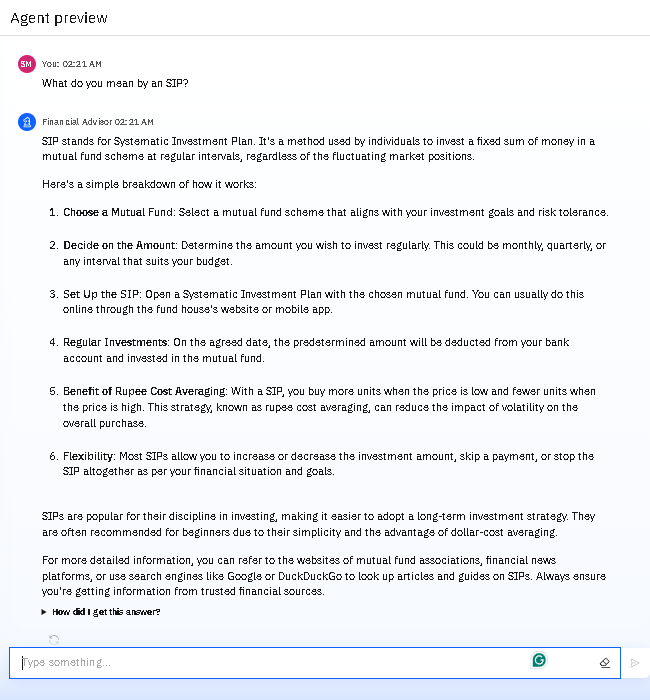 Agent preview
SM You: 02:21 AM
What do you mean by an SIP?
Financial Advisor 02:21 AM
SIP stands for Systematic Investment Plan. It's a method used by individuals to invest a fixed sum of money in a
mutual fund scheme at regular intervals, regardless of the fluctuating market positions.
Here's a simple breakdown of how it works:
1. Choose a Mutual Fund: Select a mutual fund scheme that aligns with your investment goals and risk tolerance.
2. Decide on the Amount: Determine the amount you wish to invest regularly. This could be monthly, quarterly, or
any interval that suits your budget.
3. Set Up the SIP: Open a Systematic Investment Plan with the chosen mutual fund. You can usually do this
online through the fund house's website or mobile app.
4. Regular Investments: On the agreed date, the predetermined amount will be deducted from your bank
account and invested in the mutual fund.
5. Benefit of Rupee Cost Averaging: With a SIP, you buy more units when the price is low and fewer units when
the price is high. This strategy, known as rupee cost averaging, can reduce the impact of volatility on the
overall purchase.
6. Flexibility: Most SIPs allow you to increase or decrease the investment amount, skip a payment, or stop the
SIP altogether as per your financial situation and goals.
SIPs are popular for their discipline in investing, making it easier to adopt a long-term investment strategy. They
are often recommended for beginners due to their simplicity and the advantage of dollar-cost averaging.
For more detailed information, you can refer to the websites of mutual fund associations, financial news
platforms, or use search engines like Google or DuckDuckGo to look up articles and guides on SIPs. Always ensure
you're getting information from trusted financial sources.
How did I get this answer?
Type something...